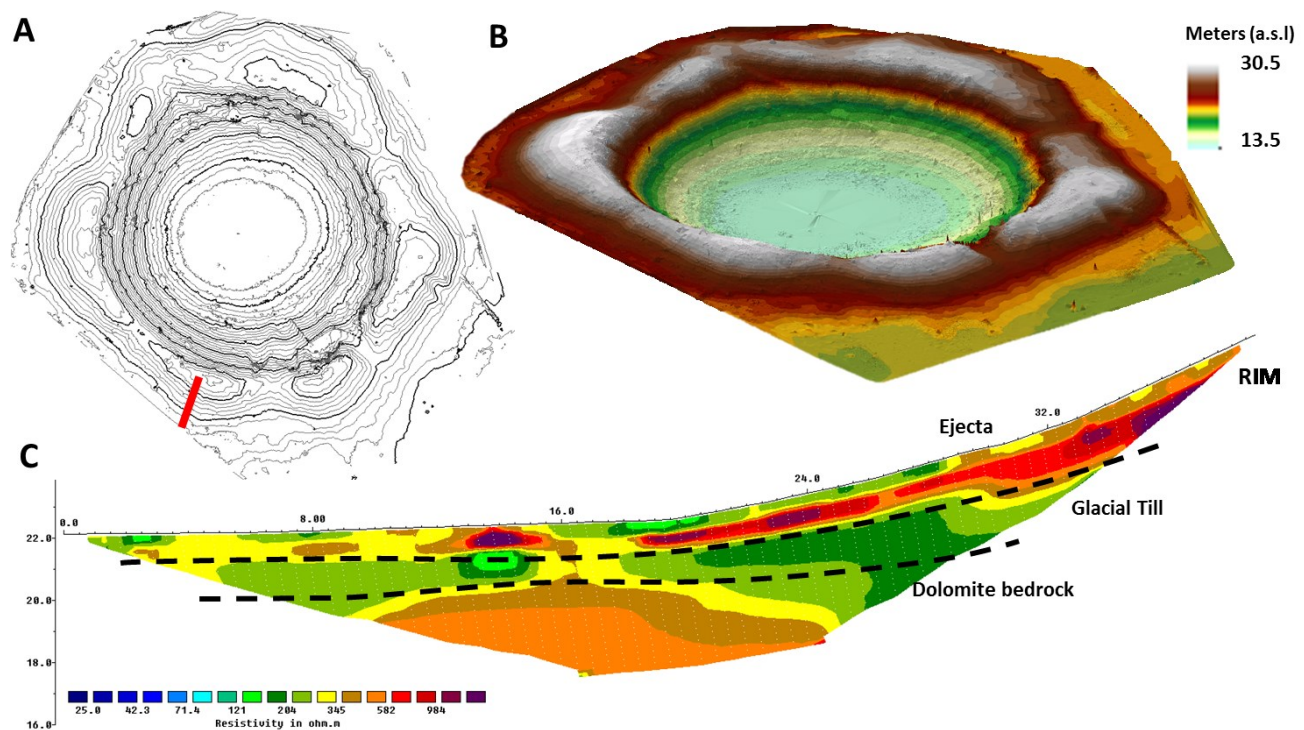 A
B
Meters (a.s.l)
30.5
13.5
RIM
Ejecta
32.0
24.0
Glacial Till
C
0.0
8.00
16.0
22.0
Dolomite bedrock
20.0
18.0
25.0 42.3 71.4 121 204 345 582 984
Resistivity in ohm.m
16.0